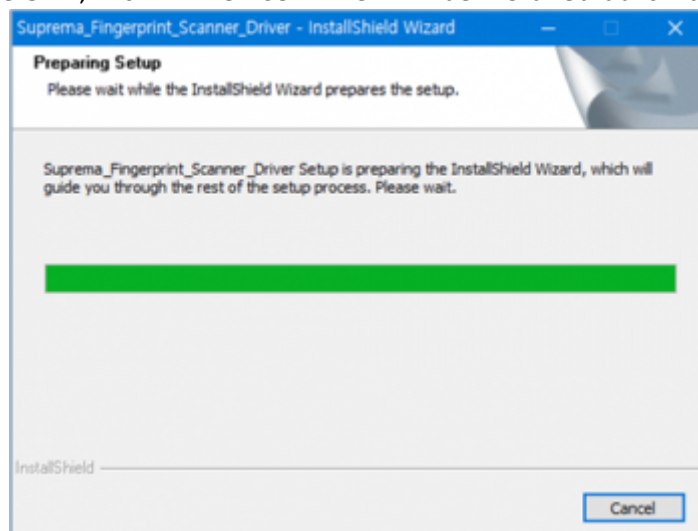 Suprema_Fingerprint_Scanner_Driver - InstallShield Wizard
Preparing Setup
Please wait while the InstallShield Wizard prepares the setup.
Suprema_Fingerprint_Scanner_Driver Setup is preparing the InstallShield Wizard, which will
guide you through the rest of the setup process. Please wait.
InstallShield
Cancel